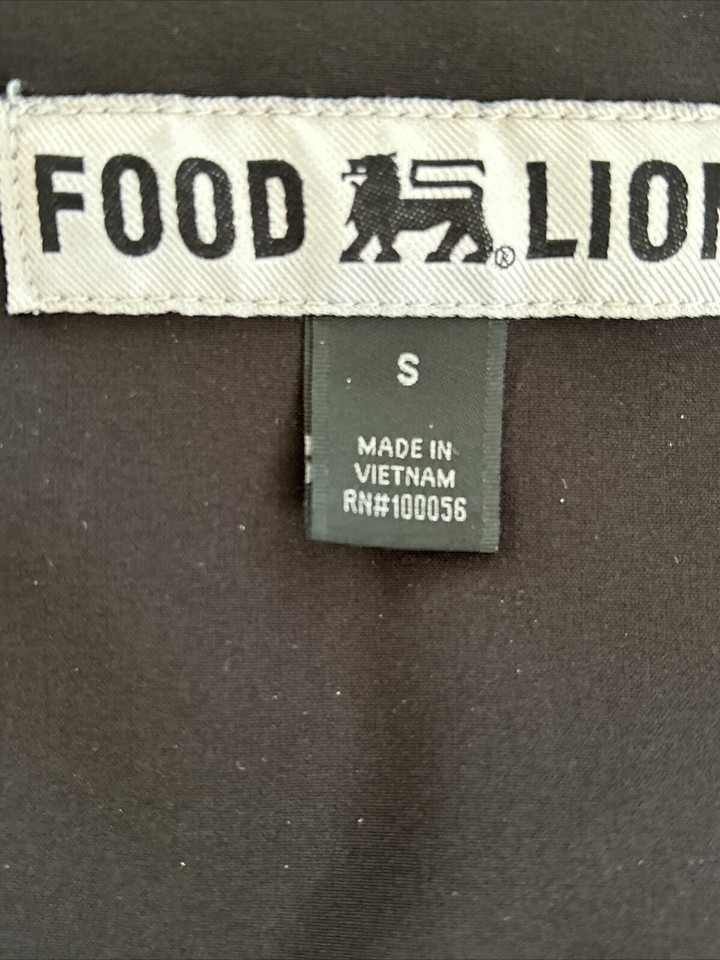 FOOD ® LION
S
MADE IN
VIETNAM
RN#100056